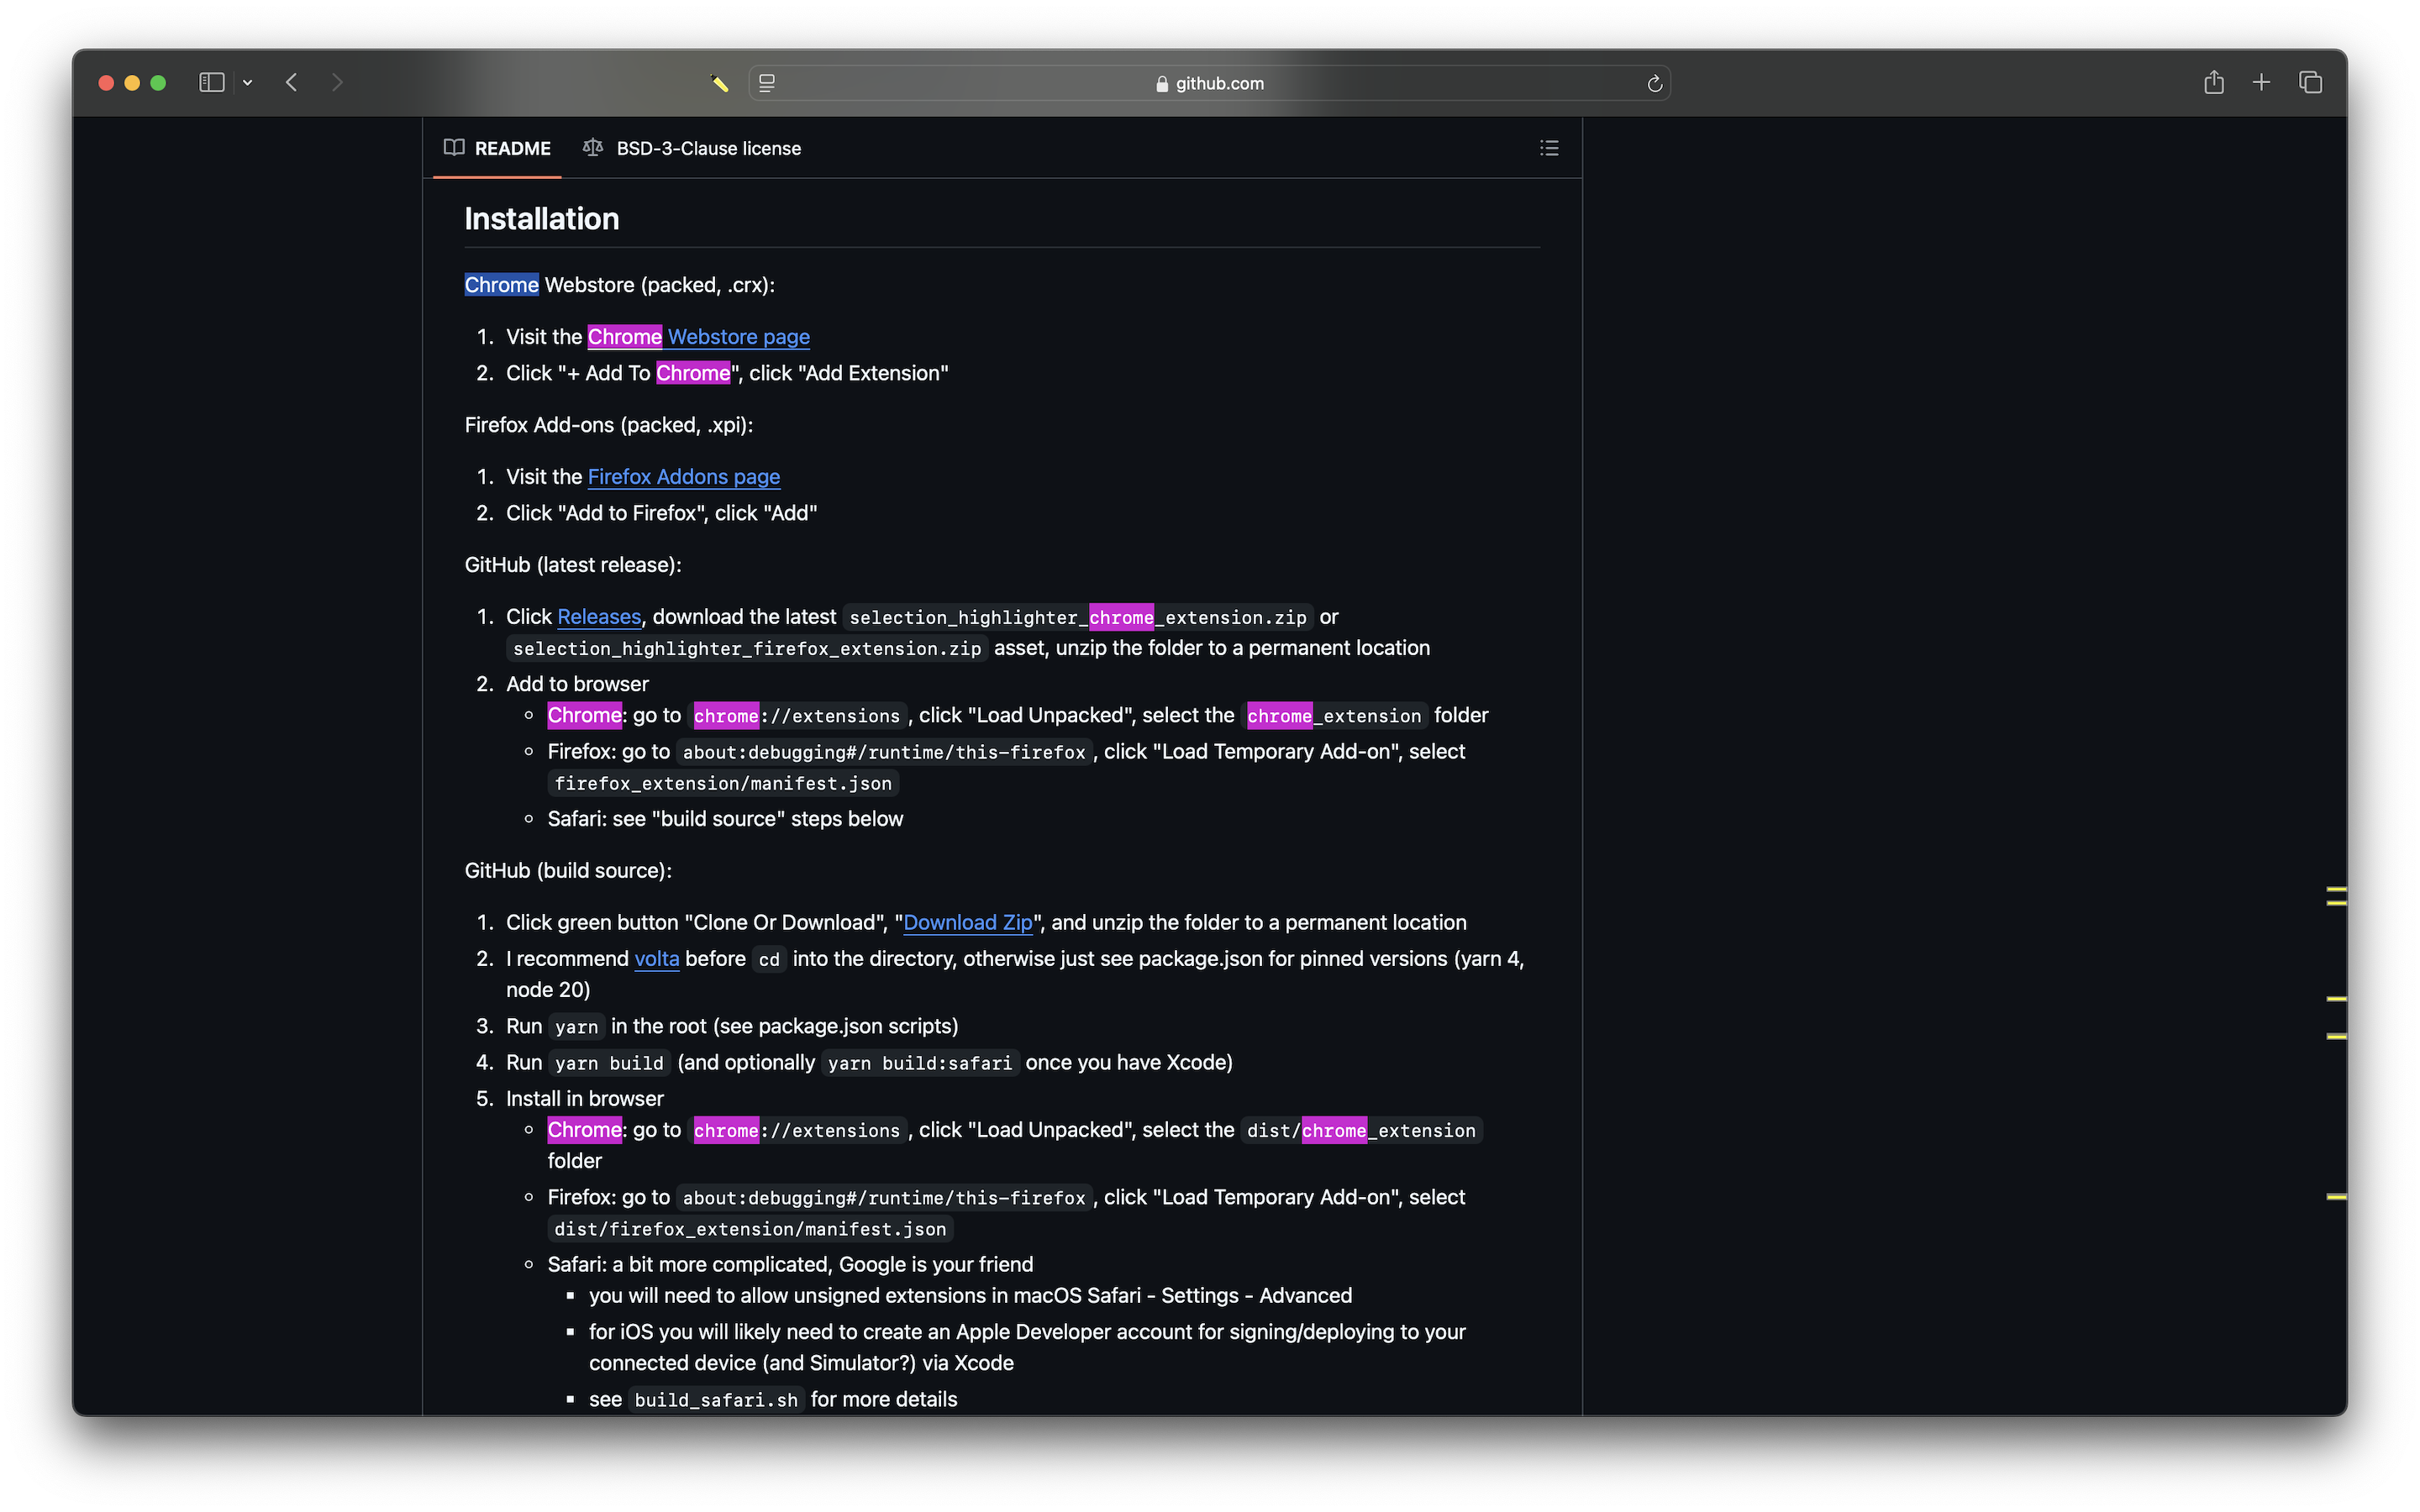 github.com
README
BSD-3-Clause license
Installation
Chrome Webstore (packed, .crx):
1. Visit the Chrome Webstore page
2. Click "+ Add To Chrome", click "Add Extension"
Firefox Add-ons (packed, .xpi):
1. Visit the Firefox Addons page
2. Click "Add to Firefox", click "Add"
GitHub (latest release):
1. Click Releases, download the latest selection_highlighter_chrome_extension.zip or
selection_highlighter_firefox_extension.zip asset, unzip the folder to a permanent location
2. Add to browser
Chrome: go to chrome://extensions, click "Load Unpacked", select the chrome_extension folder
Firefox: go to about:debugging#/runtime/this-firefox, click "Load Temporary Add-on", select
firefox_extension/manifest.json
Safari: see "build source" steps below
GitHub (build source):
1. Click green button "Clone Or Download", "Download Zip", and unzip the folder to a permanent location
2. I recommend volta before cd into the directory, otherwise just see package.json for pinned versions (yarn 4,
node 20)
3. Run yarn in the root (see package.json scripts)
4. Run yarn build (and optionally yarn build:safari once you have Xcode)
5. Install in browser
Chrome: go to chrome://extensions, click "Load Unpacked", select the dist/chrome_extension
folder
Firefox: go to about:debugging#/runtime/this-firefox, click "Load Temporary Add-on", select
dist/firefox_extension/manifest.json
Safari: a bit more complicated, Google is your friend
you will need to allow unsigned extensions in macOS Safari - Settings - Advanced
for iOS you will likely need to create an Apple Developer account for signing/deploying to your
connected device (and Simulator?) via Xcode
see build_safari.sh for more details